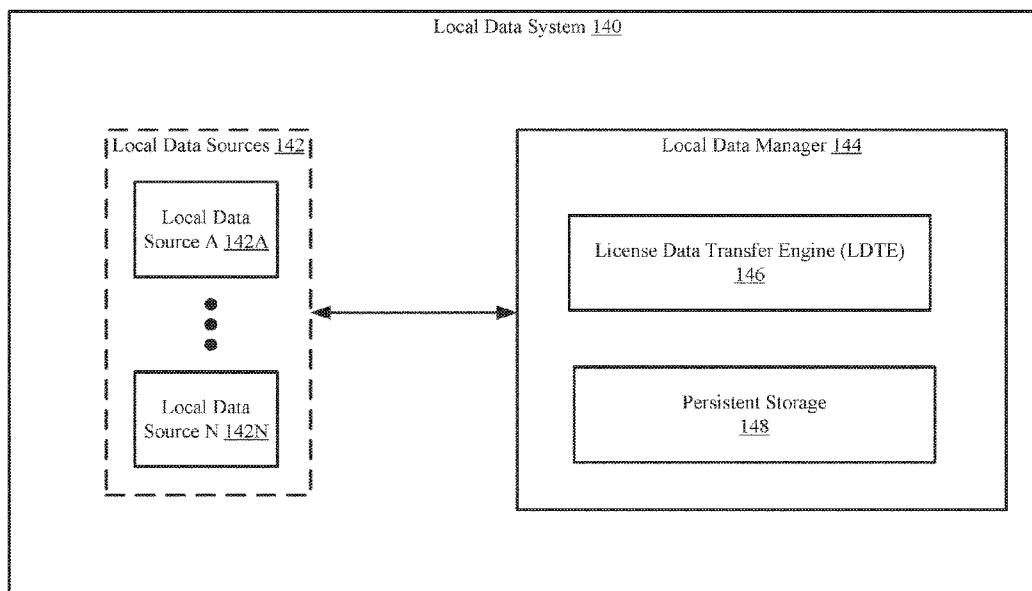 Local Data System 140
Local Data Sources 142
Local Data
Source A 142A
Local Data
Source N 142N
Local Data Manager 144
License Data Transfer Engine (LDTE)
146
Persistent Storage
148